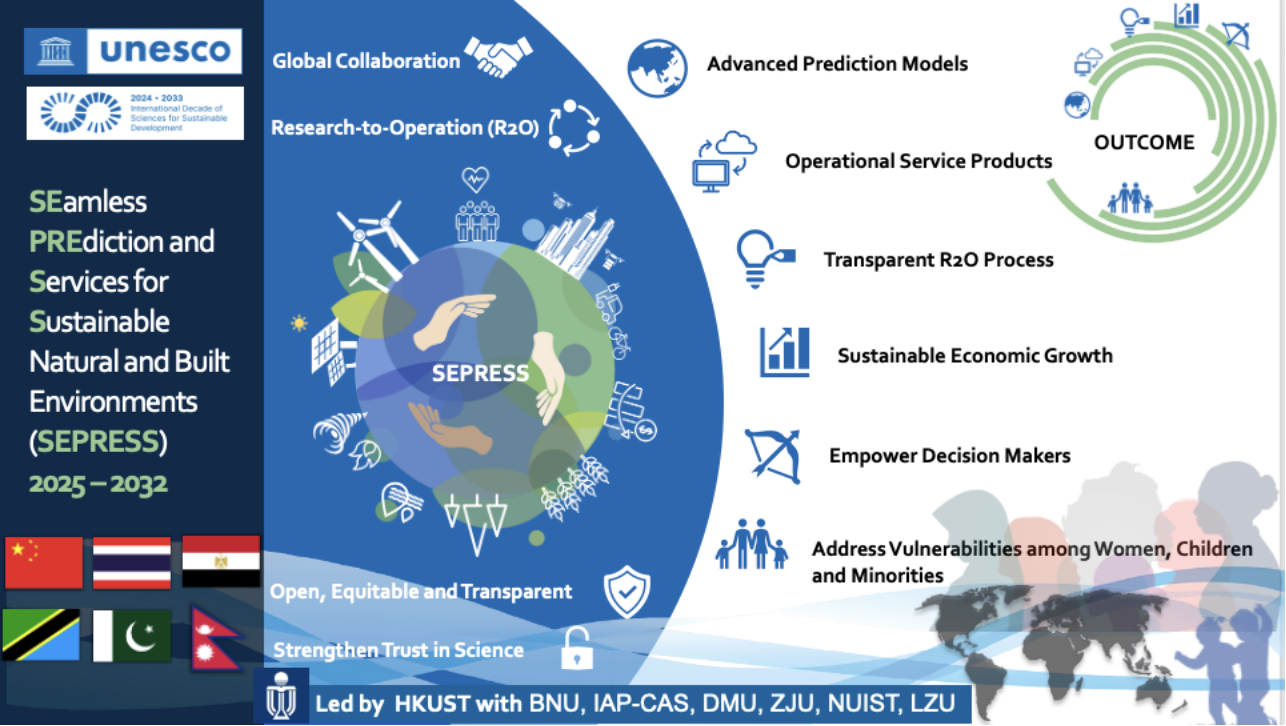 unesco
2024 • 2033
International Decade of
Sciences for Sustainable
Development
SEamless
PREdiction and
Services for
Sustainable
Natural and Built
Environments
(SEPRESS)
2025 – 2032
Global Collaboration
Research-to-Operation (R2O)
SEPRESS
Open, Equitable and Transparent
Strengthen Trust in Science
Advanced Prediction Models
Operational Service Products
Transparent R2O Process
Sustainable Economic Growth
Empower Decision Makers
Address Vulnerabilities among Women, Children
and Minorities
OUTCOME
Led by HKUST with BNU, IAP-CAS, DMU, ZJU, NUIST, LZU